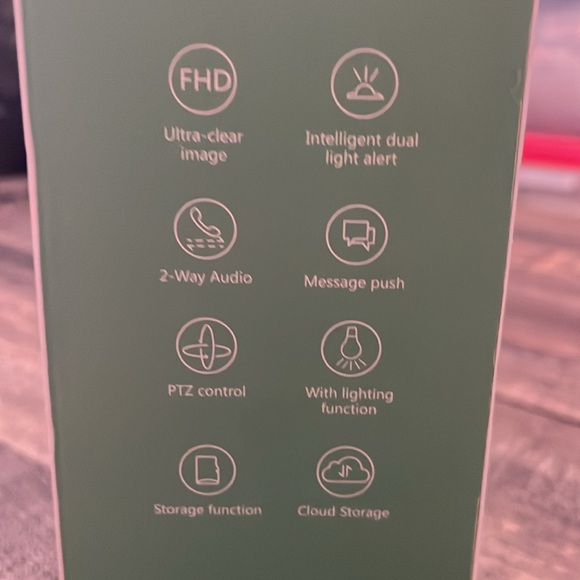 FHD
Ultra-clear
image
Intelligent dual
light alert
2-Way Audio
Message push
PTZ control
With lighting
function
Storage function
Cloud Storage